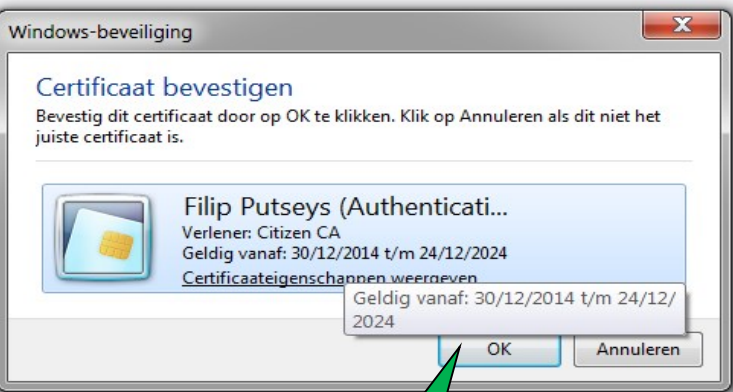 Windows-beveiliging
Certificaat bevestigen
Bevestig dit certificaat door op OK te klikken. Klik op Annuleren als dit niet het
juiste certificaat is.
Filip Putseys (Authenticati...
Verlener: Citizen CA
Geldig vanaf: 30/12/2014 t/m 24/12/2024
Certificaateigenschappen weergeven
Geldig vanaf: 30/12/2014 t/m 24/12/
2024
OK
Annuleren